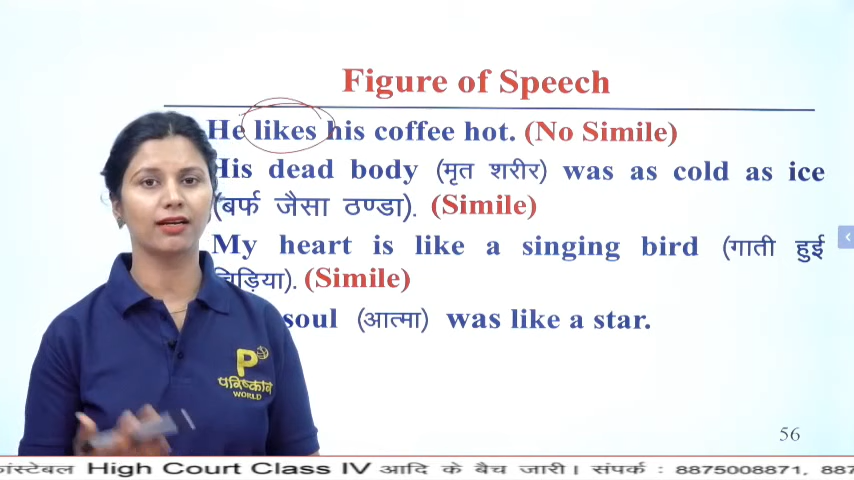 Figure of Speech
He likes his coffee hot. (No Simile)
His dead body (मृत शरीर) was as cold as ice
(बर्फ जैसा ठण्डा). (Simile)
My heart is like a singing bird (गाती हुई
चिड़िया). (Simile)
soul (आत्मा) was like a star.
P
परिष्कार
WORLD
56
कांस्टेबल High Court Class IV आदि के बैच जारी। संपर्क : 8875008871, 887